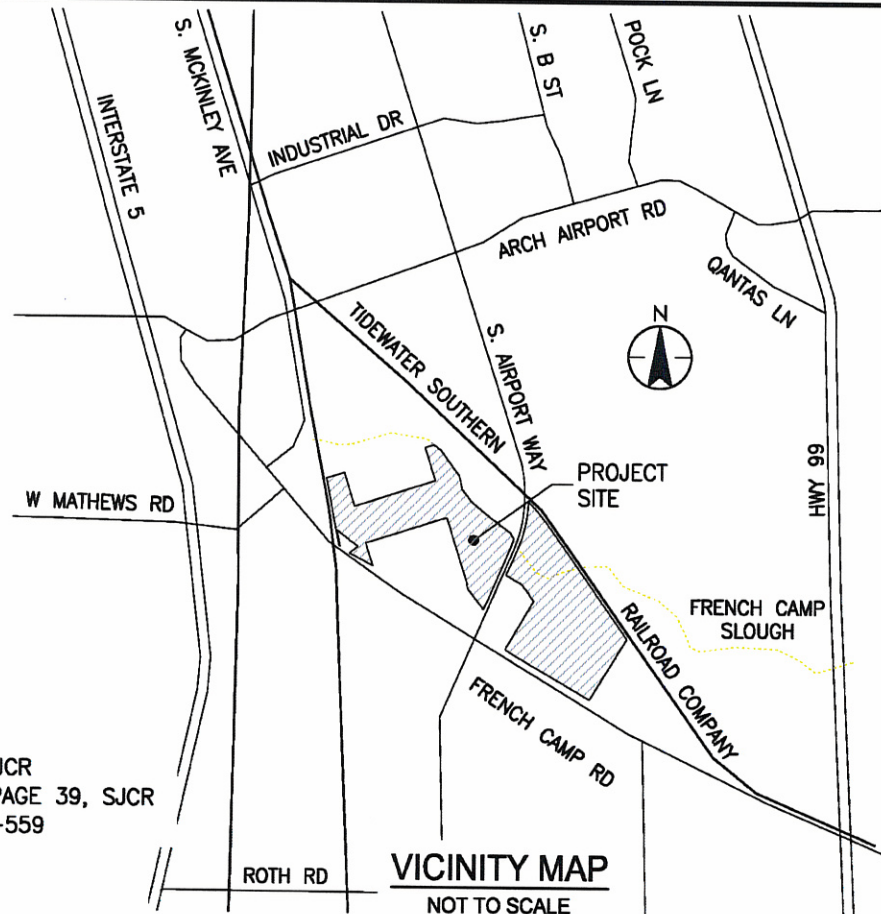 S. MCKINLEY AVE
S. B ST
POCK LN
INTERSTATE 5
INDUSTRIAL DR
ARCH AIRPORT RD
QANTAS LN
N
TIDEWATER SOUTHERN
S. AIRPORT WAY
PROJECT
SITE
HWY 99
W MATHEWS RD
FRENCH CAMP
SLOUGH
RAILROAD COMPANY
FRENCH CAMP RD
JCR
PAGE 39, SJCR
-559
ROTH RD
VICINITY MAP
NOT TO SCALE